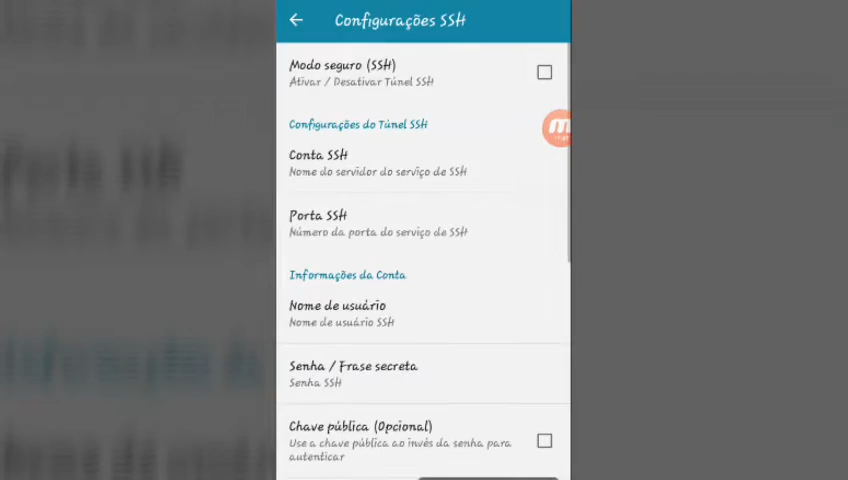 Configurações SSH
Modo seguro (SSH)
Ativar / Desativar Túnel SSH
Configurações do Túnel SSH
Conta SSH
Nome do servidor do serviço de SSH
Porta SSH
Número da porta do serviço de SSH
Informações da Conta
Nome de usuário
Nome de usuário SSH
Senha / Frase secreta
Senha SSH
Chave pública (Opcional)
Use a chave pública ao invés da senha para
autenticar